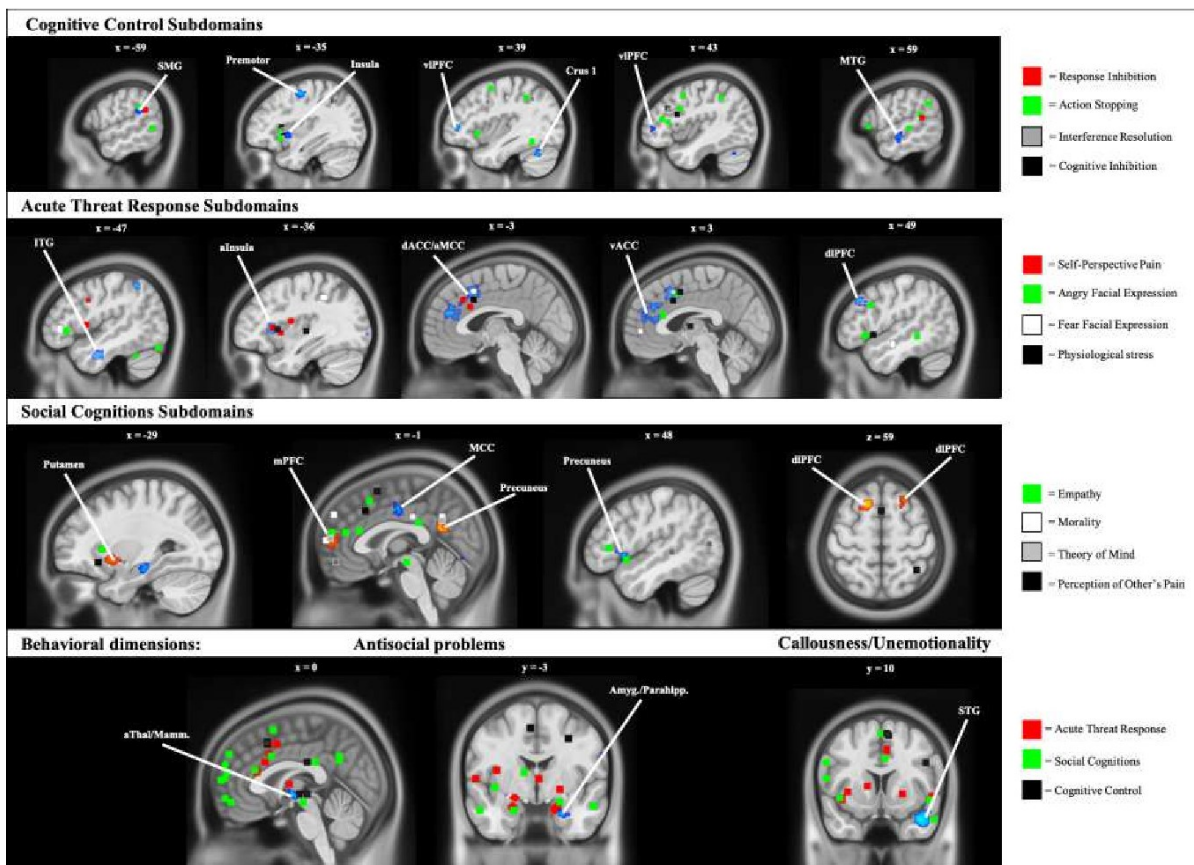 Cognitive Control Subdomains
x = -59
x = -35
x = 39
x = 43
x = 59
SMG
Premotor
Insula
vlPFC
Crus 1
vlPFC
MTG
= Response Inhibition
= Action Stopping
= Interference Resolution
= Cognitive Inhibition
Acute Threat Response Subdomains
x = -47
x = -36
x = -3
x = 3
x = 49
ITG
aInsula
dACC/aMCC
vACC
dlPFC
= Self-Perspective Pain
= Angry Facial Expression
= Fear Facial Expression
= Physiological stress
Social Cognitions Subdomains
x = -29
x = -1
x = 48
z = 59
Putamen
mPFC
MCC
Precuneus
Precuneus
dlPFC
dlPFC
= Empathy
= Morality
= Theory of Mind
= Perception of Other's Pain
Behavioral dimensions:
Antisocial problems
Callousness/Unemotionality
x = 0
y = -3
y = 10
aThal/Mamm.
Amyg./Parahipp.
STG
= Acute Threat Response
= Social Cognitions
= Cognitive Control